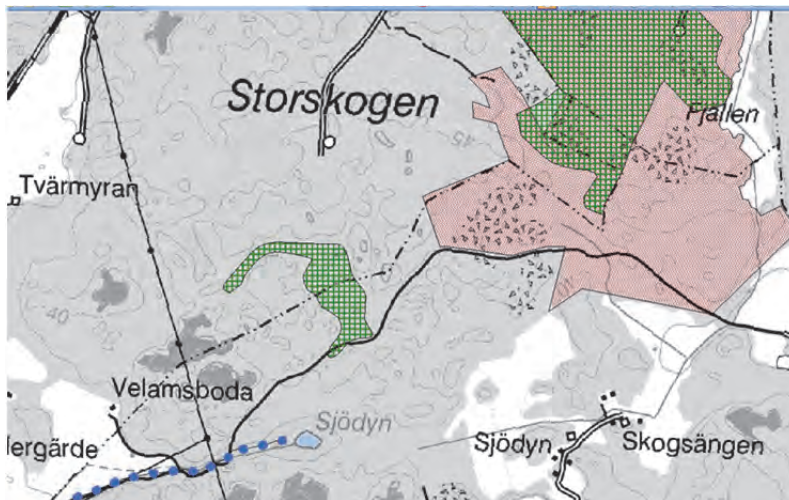 Storskogen
Fjällen
Tvärmyran
45
40
Velamsboda
Sjödyn
lergärde
Sjödyn
Skogsängen